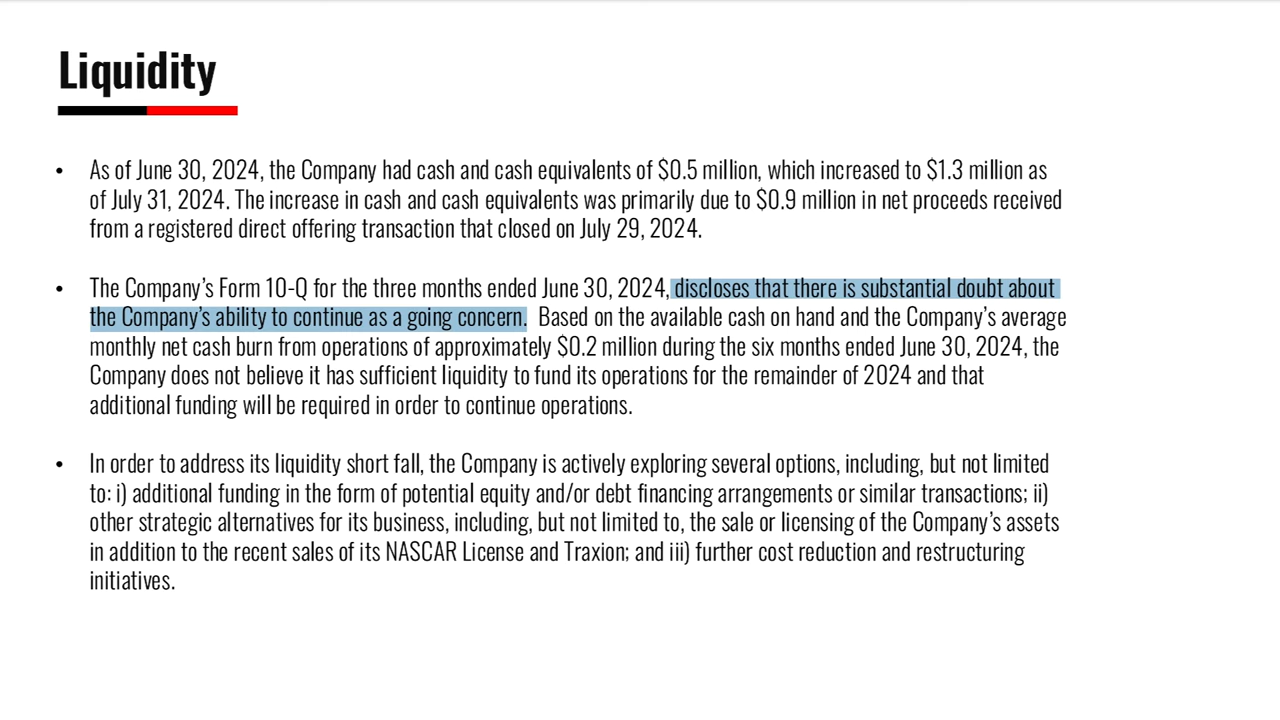 Liquidity
• As of June 30, 2024, the Company had cash and cash equivalents of $0.5 million, which increased to $1.3 million as
of July 31, 2024. The increase in cash and cash equivalents was primarily due to $0.9 million in net proceeds received
from a registered direct offering transaction that closed on July 29, 2024.
• The Company’s Form 10-Q for the three months ended June 30, 2024, discloses that there is substantial doubt about
the Company’s ability to continue as a going concern. Based on the available cash on hand and the Company’s average
monthly net cash burn from operations of approximately $0.2 million during the six months ended June 30, 2024, the
Company does not believe it has sufficient liquidity to fund its operations for the remainder of 2024 and that
additional funding will be required in order to continue operations.
• In order to address its liquidity short fall, the Company is actively exploring several options, including, but not limited
to: i) additional funding in the form of potential equity and/or debt financing arrangements or similar transactions; ii)
other strategic alternatives for its business, including, but not limited to, the sale or licensing of the Company’s assets
in addition to the recent sales of its NASCAR License and Traxion; and iii) further cost reduction and restructuring
initiatives.